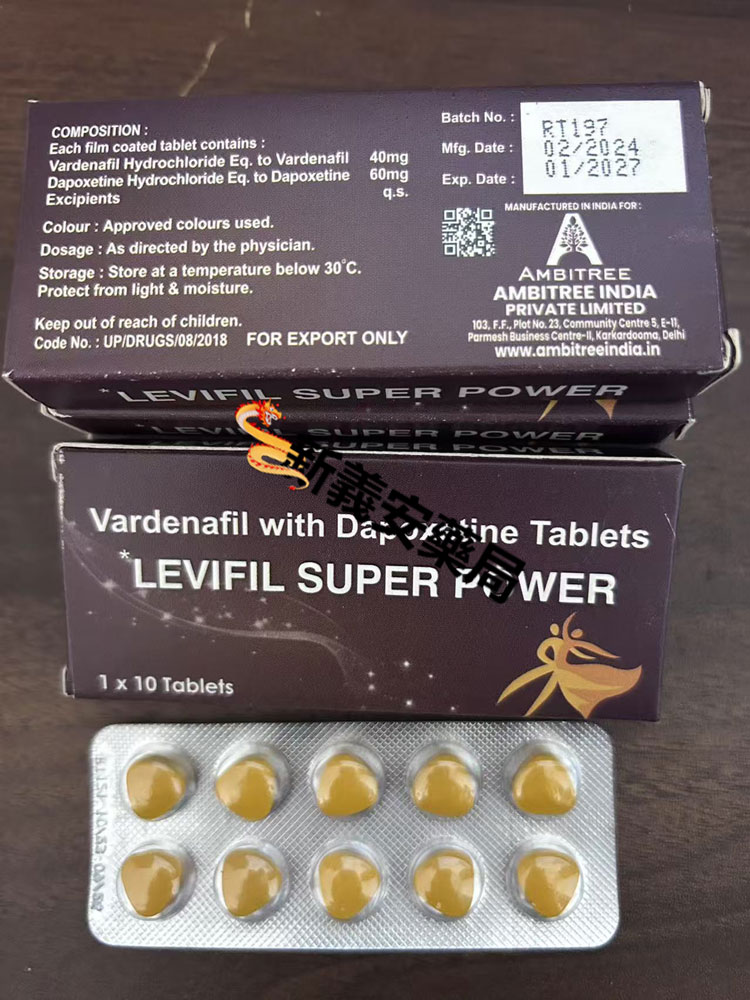 COMPOSITION :
Each film coated tablet contains :
Vardenafil Hydrochloride Eq. to Vardenafil 40mg
Dapoxetine Hydrochloride Eq. to Dapoxetine 60mg
Excipients q.s.
Colour : Approved colours used.
Dosage : As directed by the physician.
Storage : Store at a temperature below 30°C.
Protect from light & moisture.
Keep out of reach of children.
Code No. : UP/DRUGS/08/2018 FOR EXPORT ONLY
Batch No. : RT197
Mfg. Date : 02/2024
Exp. Date : 01/2027
MANUFACTURED IN INDIA FOR :
AMBITREE
AMBITREE INDIA
PRIVATE LIMITED
103, F.F., Plot No. 23, Community Centre 5, E-11,
Parmesh Business Centre-II, Karkardooma, Delhi
www.ambitreeindia.in
*LEVIFIL SUPER POWER
*LEVIFIL SUPER POWER
新義安藥局
Vardenafil with Dapoxetine Tablets
*LEVIFIL SUPER POWER
1 x 10 Tablets